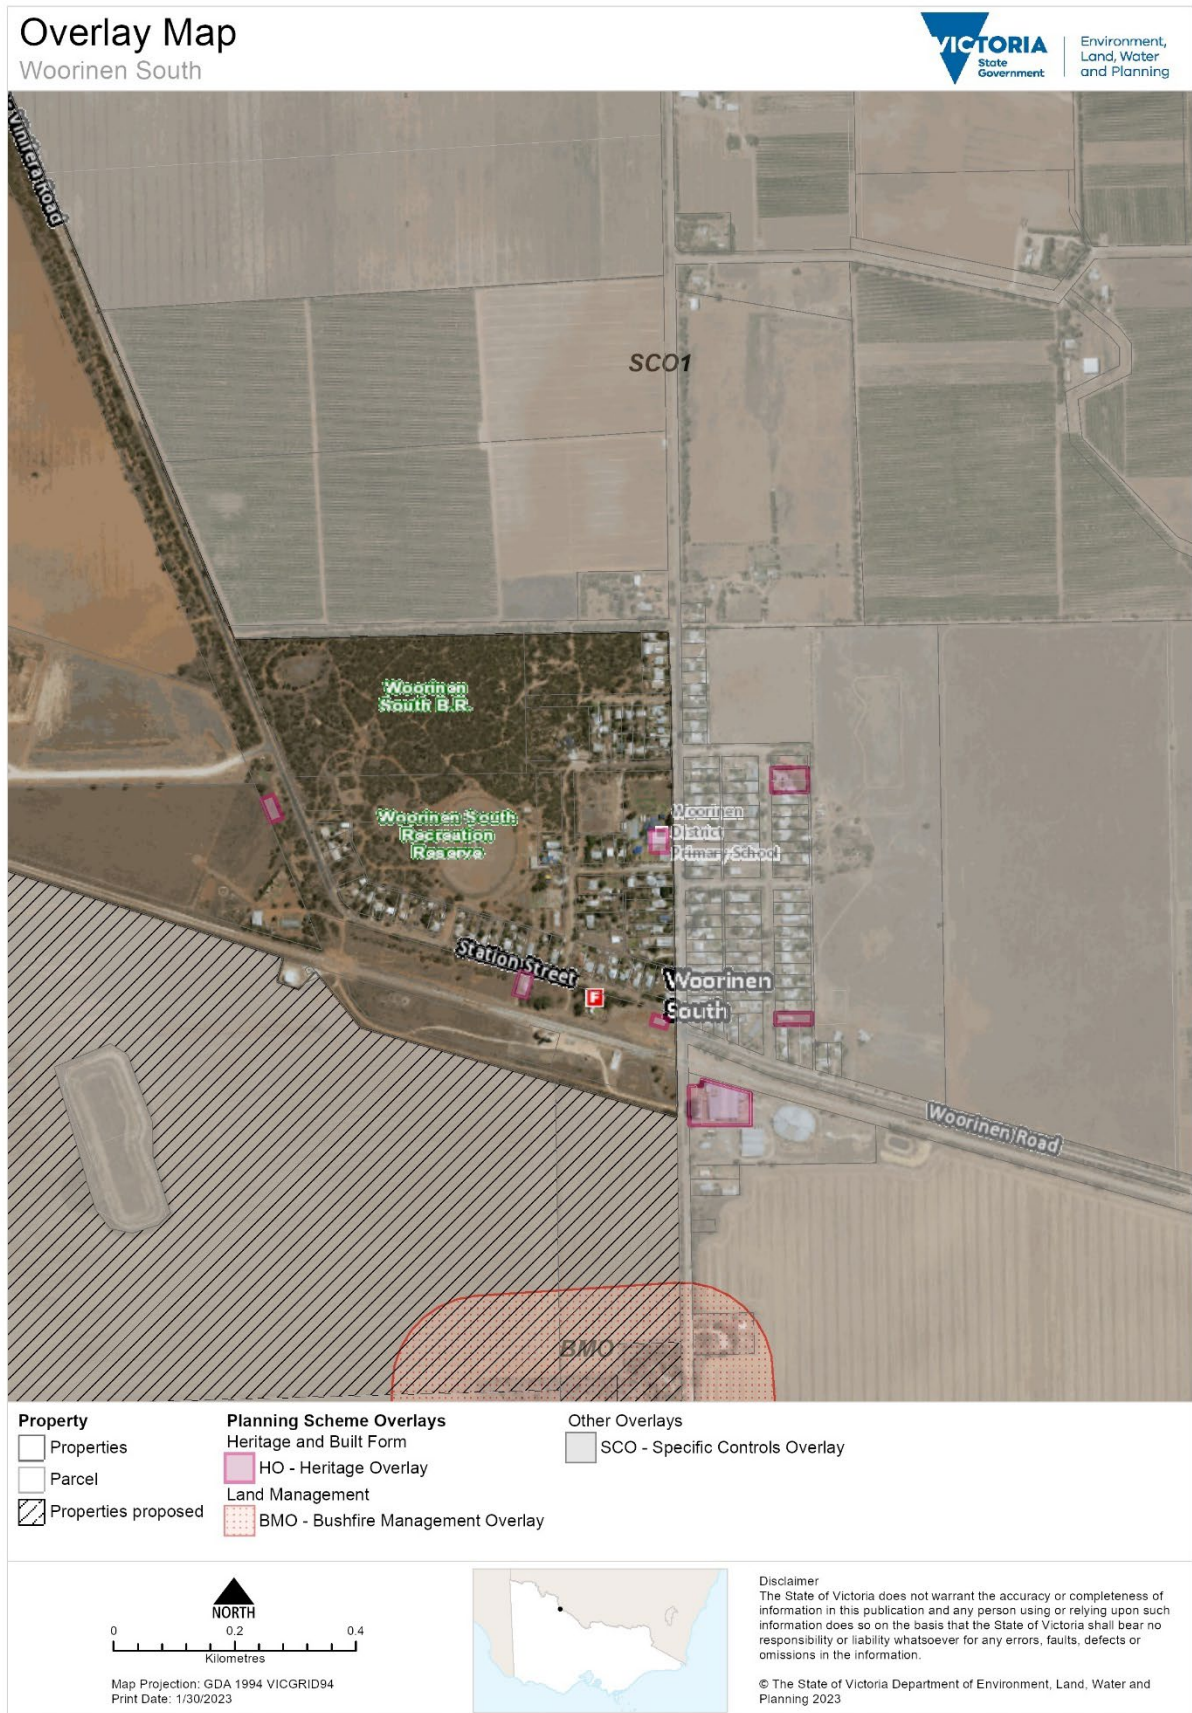 Overlay Map
Woorinen South
VICTORIA
State
Government
Environment,
Land, Water
and Planning
Vinifera Road
SCO1
Woorinen
South B.R.
Woorinen South
Recreation
Reserve
Woorinen
District
Primary School
Station Street
F
Woorinen
South
Woorinen Road
BMO
Property
Properties
Parcel
Properties proposed
Planning Scheme Overlays
Heritage and Built Form
HO - Heritage Overlay
Land Management
BMO - Bushfire Management Overlay
Other Overlays
SCO - Specific Controls Overlay
NORTH
0 0.2 0.4
Kilometres
Map Projection: GDA 1994 VICGRID94
Print Date: 1/30/2023
Disclaimer
The State of Victoria does not warrant the accuracy or completeness of
information in this publication and any person using or relying upon such
information does so on the basis that the State of Victoria shall bear no
responsibility or liability whatsoever for any errors, faults, defects or
omissions in the information.
© The State of Victoria Department of Environment, Land, Water and
Planning 2023